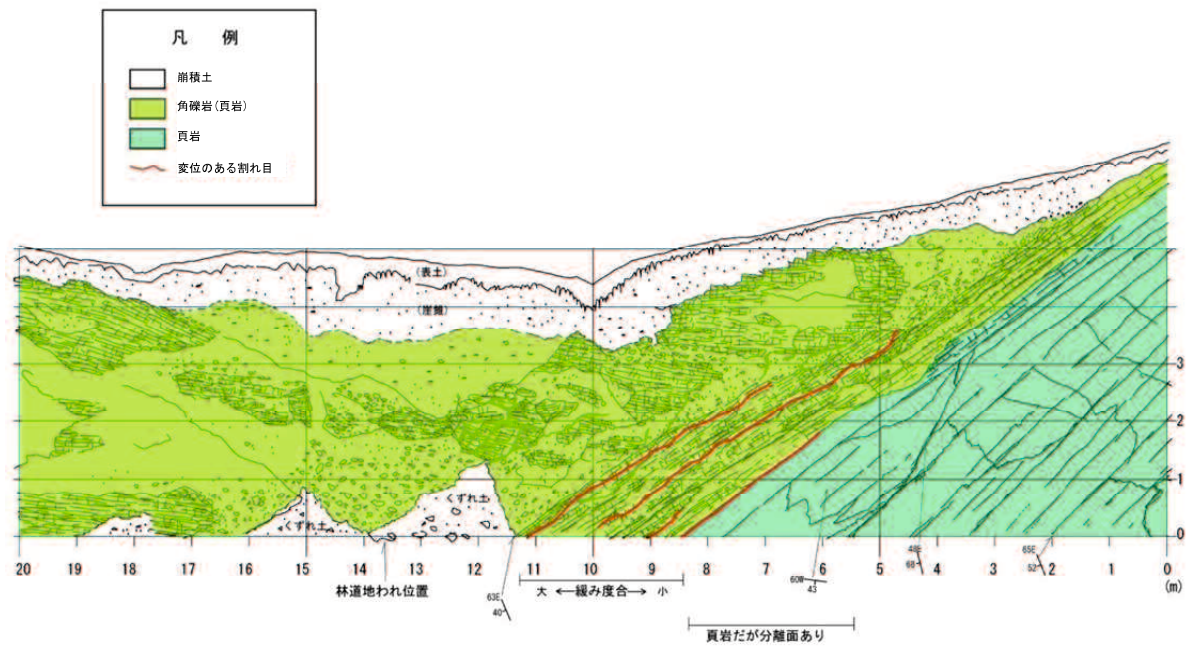 凡 例
崩積土
角礫岩(頁岩)
頁岩
変位のある割れ目
(表土)
(崖錐)
3
2
1
0
くずれ土
くずれ土
20 19 18 17 16 15 14 13 12 11 10 9 8 7 6 5 4 3 2 1 0
(m)
林道地われ位置
63E
40
大 ←緩み度合→ 小
60W
43
48E
68
65E
52
頁岩だが分離面あり